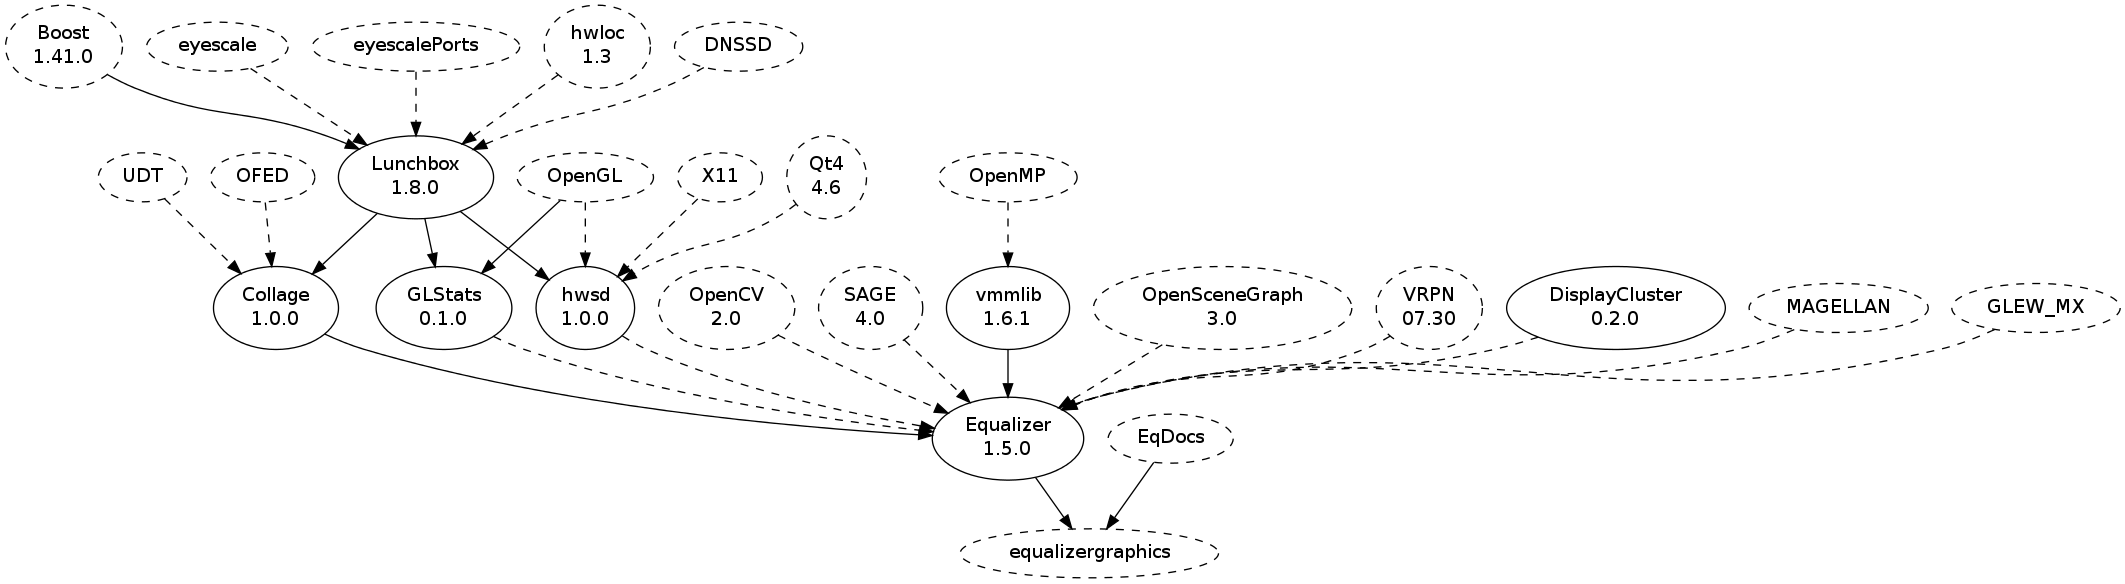 Boost
1.41.0
eyescale
eyescalePorts
hwloc
1.3
DNSSD
UDT
OFED
Lunchbox
1.8.0
OpenGL
X11
Qt4
4.6
OpenMP
Collage
1.0.0
GLStats
0.1.0
hwsd
1.0.0
OpenCV
2.0
SAGE
4.0
vmmlib
1.6.1
OpenSceneGraph
3.0
VRPN
07.30
DisplayCluster
0.2.0
MAGELLAN
GLEW_MX
Equalizer
1.5.0
EqDocs
equalizergraphics